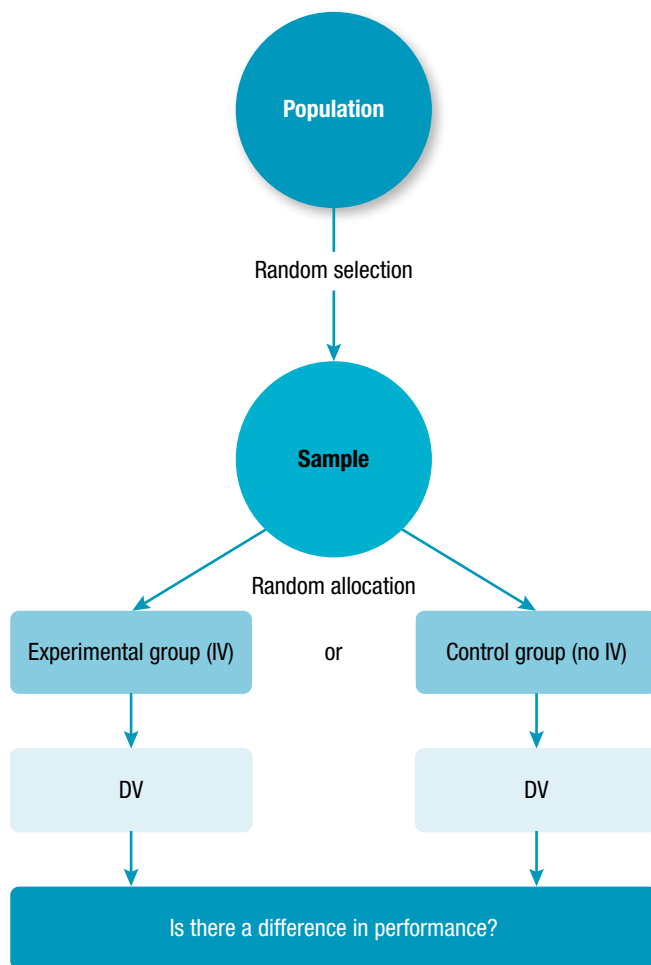 Population
Random selection
Sample
Random allocation
Experimental group (IV)
or
Control group (no IV)
DV
DV
Is there a difference in performance?